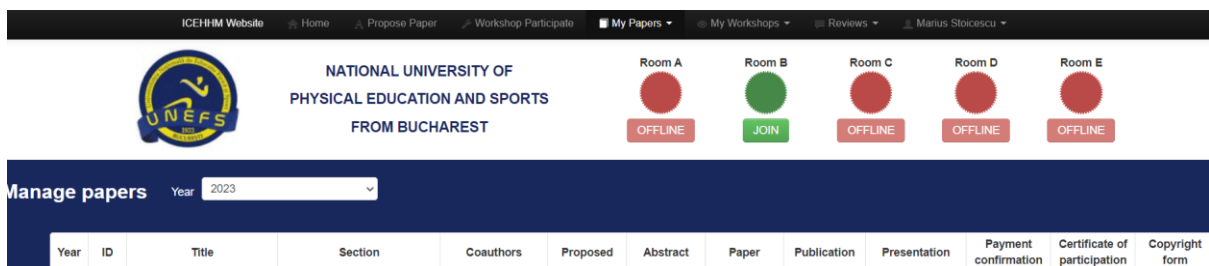 ICEHHM Website Home Propose Paper Workshop Participate My Papers My Workshops Reviews Marius Stoicescu
NATIONAL UNIVERSITY OF
PHYSICAL EDUCATION AND SPORTS
FROM BUCHAREST
UNEFS
2023
BUCUREȘTI
Room A Room B Room C Room D Room E
OFFLINE JOIN OFFLINE OFFLINE OFFLINE
Manage papers Year 2023
Year ID Title Section Coauthors Proposed Abstract Paper Publication Presentation Payment confirmation Certificate of participation Copyright form